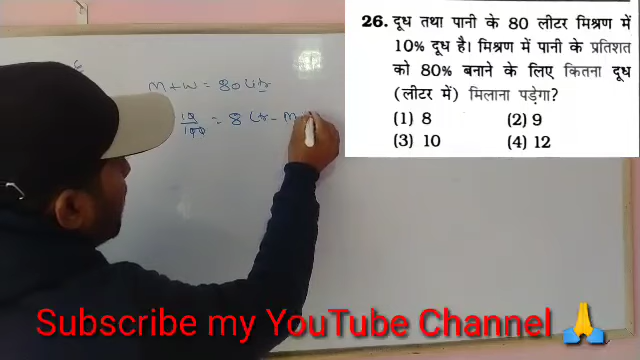 26. दूध तथा पानी के 80 लीटर मिश्रण में
10% दूध है। मिश्रण में पानी के प्रतिशत
को 80% बनाने के लिए कितना दूध
(लीटर में) मिलाना पड़ेगा?
(1) 8 (2) 9
(3) 10 (4) 12
M + W = 80 Ltr
10/100 = 8 Ltr - M
Subscribe my YouTube Channel 🙏